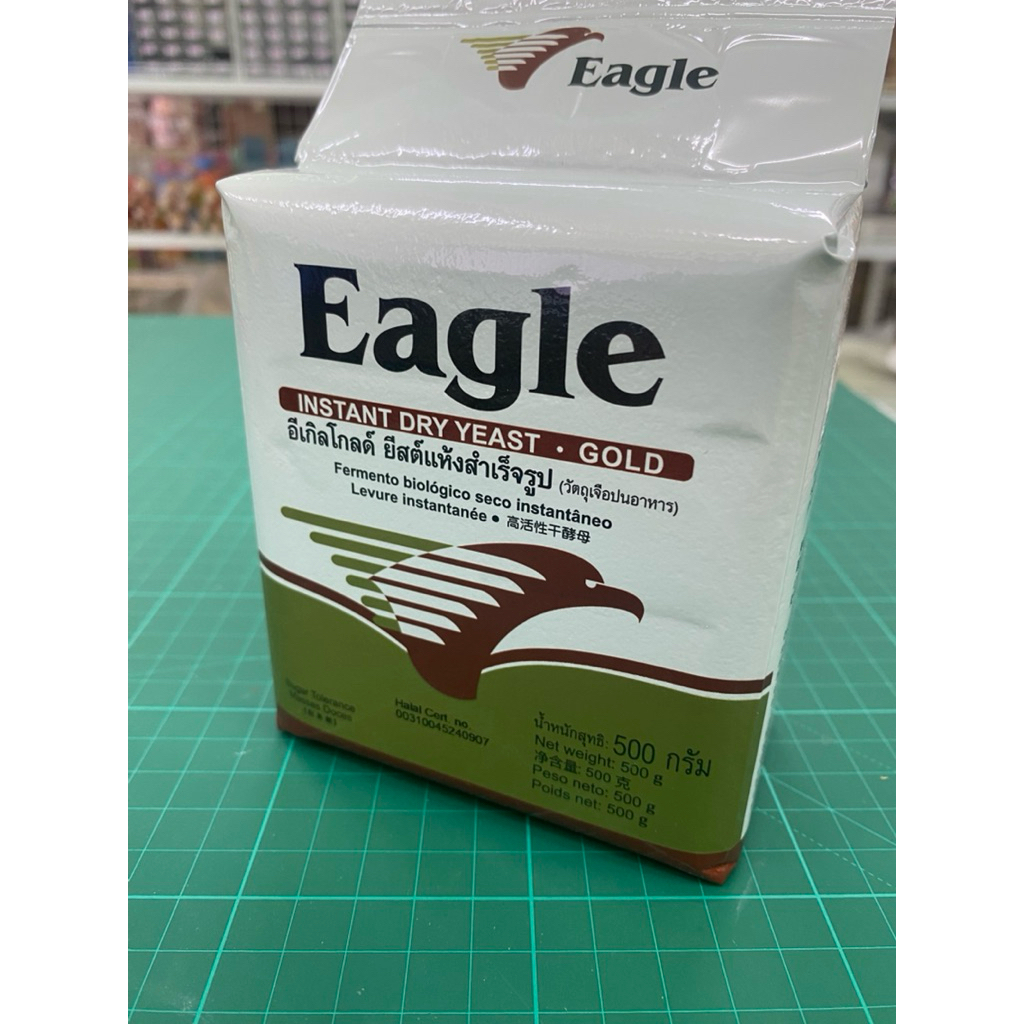 Eagle
Eagle
INSTANT DRY YEAST • GOLD
อีเกิลโกลด์ ยีสต์แห้งสำเร็จรูป (วัตถุเจือปนอาหาร)
Fermento biológico seco instantâneo
Levure instantanée • 高活性干酵母
Sugar Tolerance
Masses Doces
Halal Cert. no.
00310045240907
น้ำหนักสุทธิ: 500 กรัม
Net weight: 500 g
净含量: 500 克
Peso neto: 500 g
Poids net: 500 g